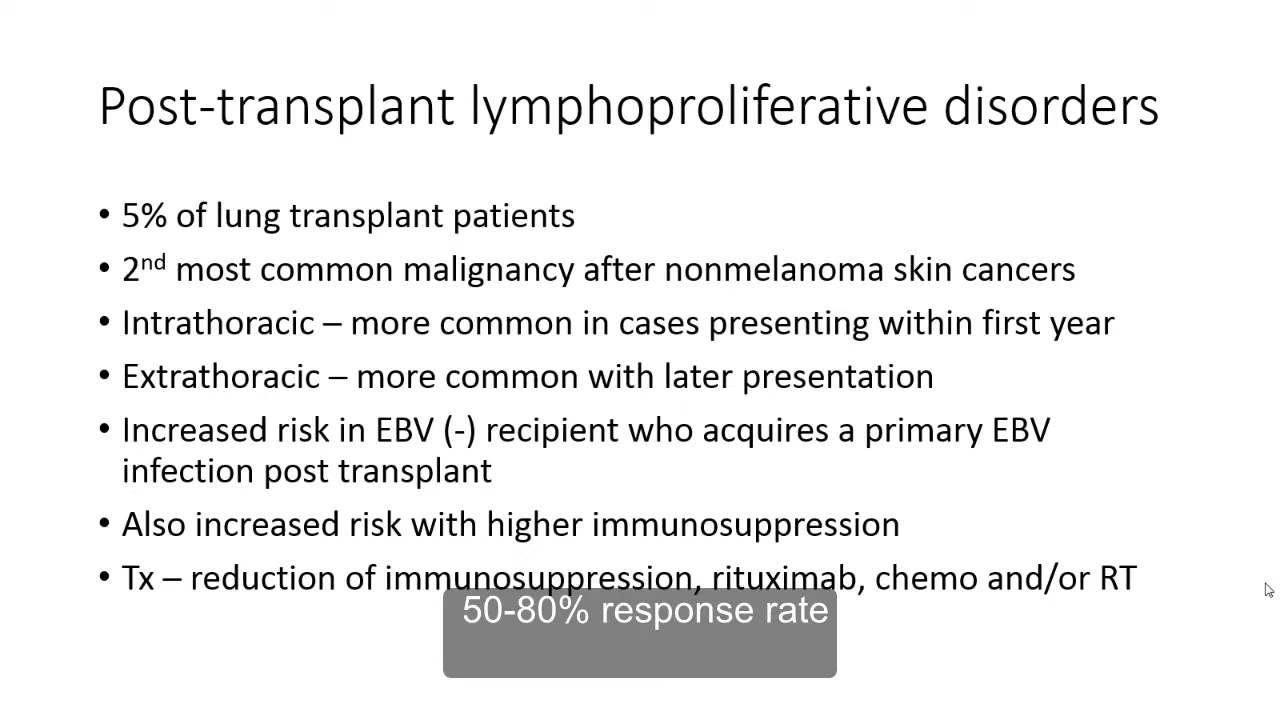 Post-transplant lymphoproliferative disorders
• 5% of lung transplant patients
• 2nd most common malignancy after nonmelanoma skin cancers
• Intrathoracic – more common in cases presenting within first year
• Extrathoracic – more common with later presentation
• Increased risk in EBV (-) recipient who acquires a primary EBV
infection post transplant
• Also increased risk with higher immunosuppression
• Tx – reduction of immunosuppression, rituximab, chemo and/or RT
50-80% response rate